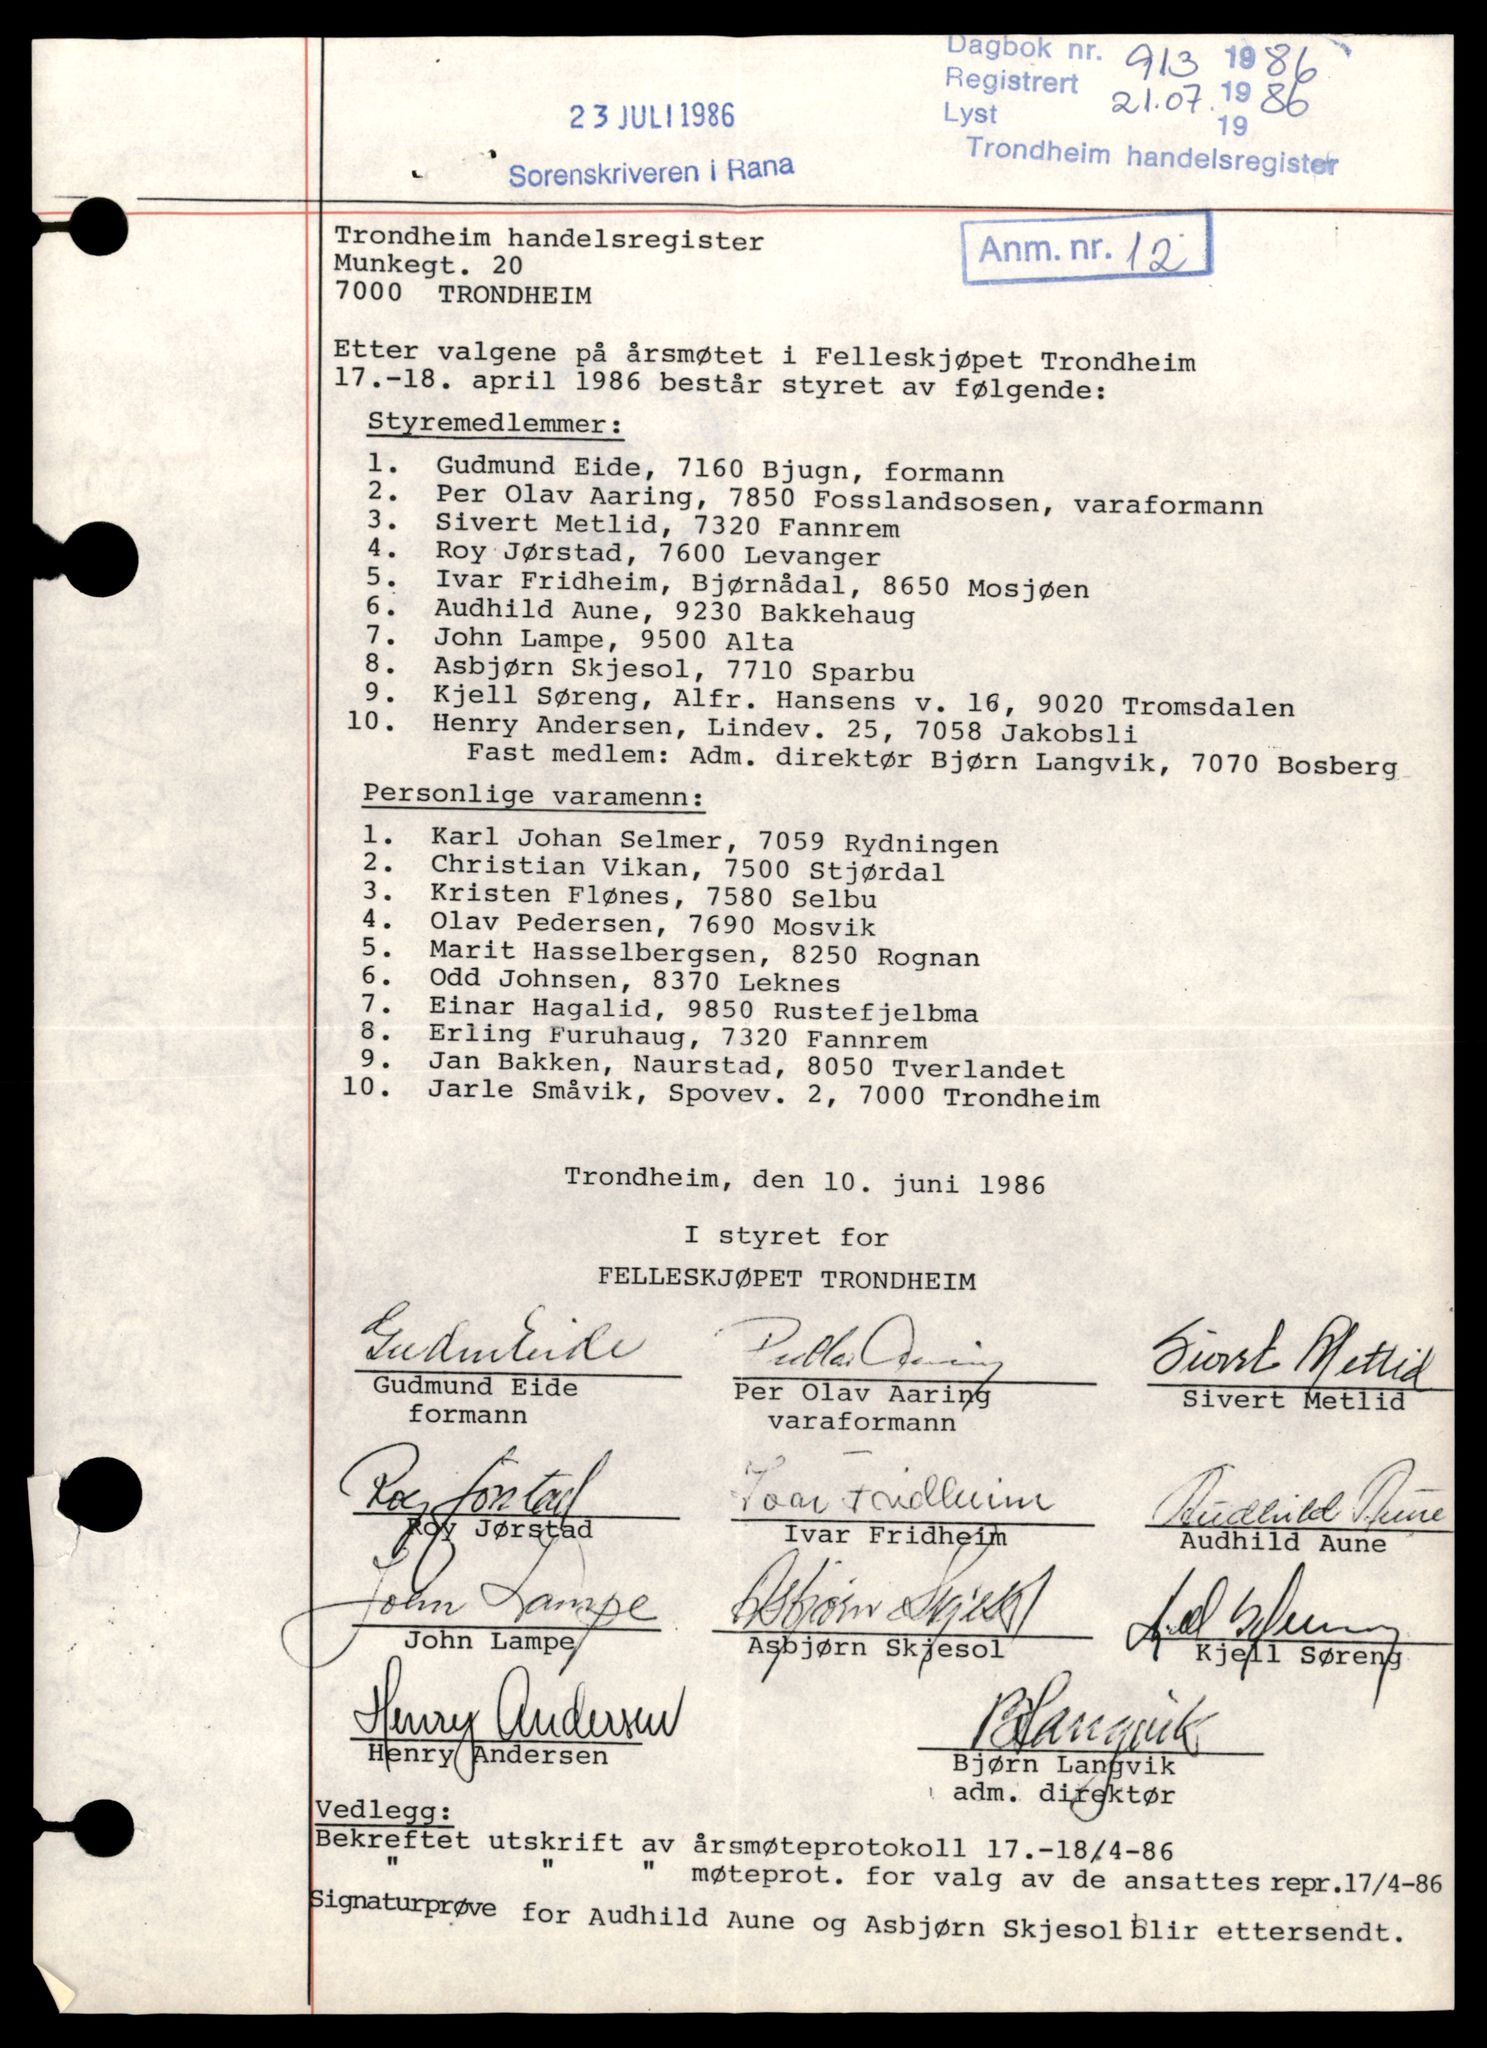 Dagbok nr. 913 1986
Registrert 21.07.1986
Lyst 19
Trondheim handelsregister
23 JULI 1986
Sorenskriveren i Rana
Anm. nr. 12
Trondheim handelsregister
Munkegt. 20
7000 TRONDHEIM
Etter valgene på årsmøtet i Felleskjøpet Trondheim
17.-18. april 1986 består styret av følgende:
Styremedlemmer:
1. Gudmund Eide, 7160 Bjugn, formann
2. Per Olav Aaring, 7850 Fosslandsosen, varaformann
3. Sivert Metlid, 7320 Fannrem
4. Roy Jørstad, 7600 Levanger
5. Ivar Fridheim, Bjørnådal, 8650 Mosjøen
6. Audhild Aune, 9230 Bakkehaug
7. John Lampe, 9500 Alta
8. Asbjørn Skjesol, 7710 Sparbu
9. Kjell Søreng, Alfr. Hansens v. 16, 9020 Tromsdalen
10. Henry Andersen, Lindev. 25, 7058 Jakobsli
Fast medlem: Adm. direktør Bjørn Langvik, 7070 Bosberg
Personlige varamenn:
1. Karl Johan Selmer, 7059 Rydningen
2. Christian Vikan, 7500 Stjørdal
3. Kristen Flønes, 7580 Selbu
4. Olav Pedersen, 7690 Mosvik
5. Marit Hasselbergsen, 8250 Rognan
6. Odd Johnsen, 8370 Leknes
7. Einar Hagalid, 9850 Rustefjelbma
8. Erling Furuhaug, 7320 Fannrem
9. Jan Bakken, Naurstad, 8050 Tverlandet
10. Jarle Småvik, Spovev. 2, 7000 Trondheim
Trondheim, den 10. juni 1986
I styret for
FELLESKJØPET TRONDHEIM
Gudm Eide Sivert Metlid
Gudmund Eide Per Olav Aaring Sivert Metlid
formann varaformann
Roy Jørstad Ivar Fridheim Audhild Aune
Roy Jørstad Ivar Fridheim Audhild Aune
John Lampe Asbjørn Skjesol
John Lampe Asbjørn Skjesol Kjell Søreng
Henry Andersen B Langvik
Henry Andersen Bjørn Langvik
adm. direktør
Vedlegg:
Bekreftet utskrift av årsmøteprotokoll 17.-18/4-86
" " " møteprot. for valg av de ansattes repr.17/4-86
Signaturprøve for Audhild Aune og Asbjørn Skjesol blir ettersendt.